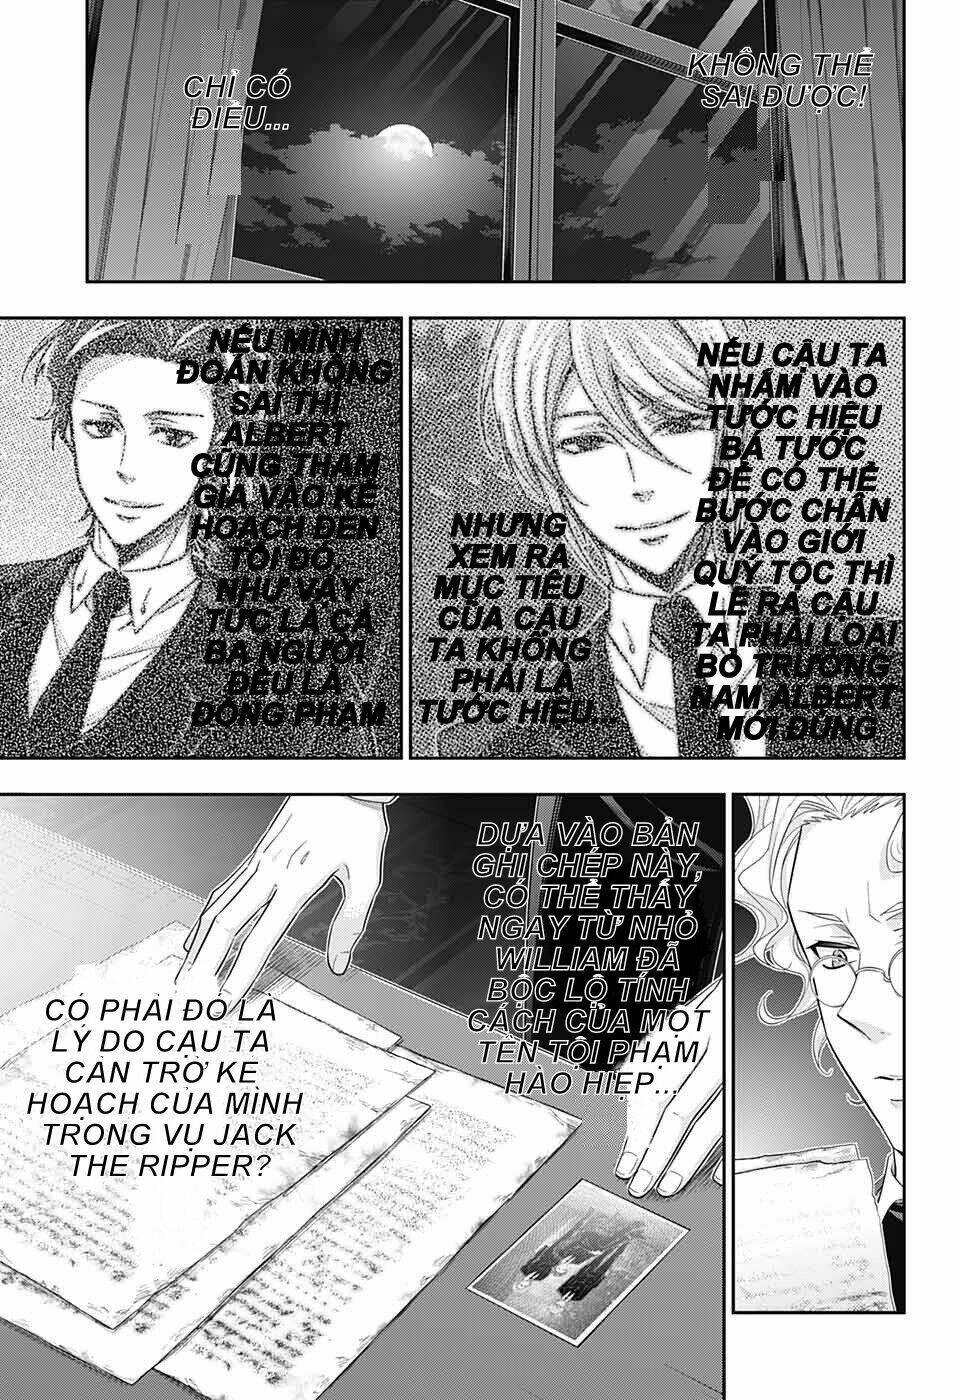 KHÔNG THỂ
SAI ĐƯỢC!
CHỈ CÓ
ĐIỀU...
NẾU CẬU TA
NHẮM VÀO
TƯỚC HIỆU
BÁ TƯỚC
ĐỂ CÓ THỂ
BƯỚC CHÂN
VÀO GIỚI
QUÝ TỘC THÌ
LẼ RA CẬU
TA PHẢI LOẠI
BỎ TRƯỞNG
NAM ALBERT
MỚI ĐÚNG
NHƯNG
XEM RA
MỤC TIÊU
CỦA CẬU
TA KHÔNG
PHẢI LÀ
TƯỚC HIỆU...
NẾU MÌNH
ĐOÁN KHÔNG
SAI THÌ
ALBERT
CŨNG THAM
GIA VÀO KẾ
HOẠCH ĐEN
TỐI ĐÓ,
NHƯ VẬY
TỨC LÀ CẢ
BA NGƯỜI
ĐỀU LÀ
ĐỒNG PHẠM
DỰA VÀO BẢN
GHI CHÉP NÀY,
CÓ THỂ THẤY
NGAY TỪ NHỎ
WILLIAM ĐÃ
BỘC LỘ TÍNH
CÁCH CỦA MỘT
TÊN TỘI PHẠM
HÀO HIỆP...
CÓ PHẢI ĐÓ LÀ
LÝ DO CẬU TA
CẢN TRỞ KẾ
HOẠCH CỦA MÌNH
TRONG VỤ JACK
THE RIPPER?